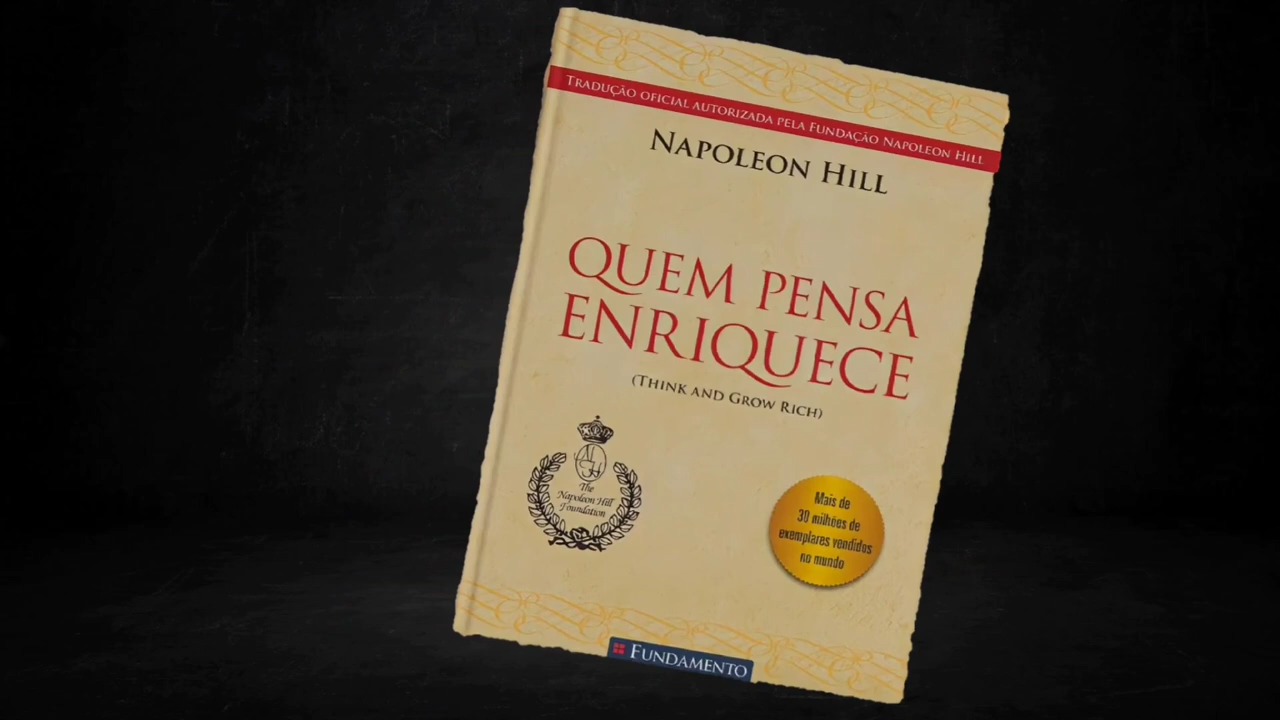 TRADUÇÃO OFICIAL AUTORIZADA PELA FUNDAÇÃO NAPOLEON HILL
NAPOLEON HILL
QUEM PENSA
ENRIQUECE
(THINK AND GROW RICH)
The
Napoleon Hill
Foundation
Mais de
30 milhões de
exemplares vendidos
no mundo
FUNDAMENTO